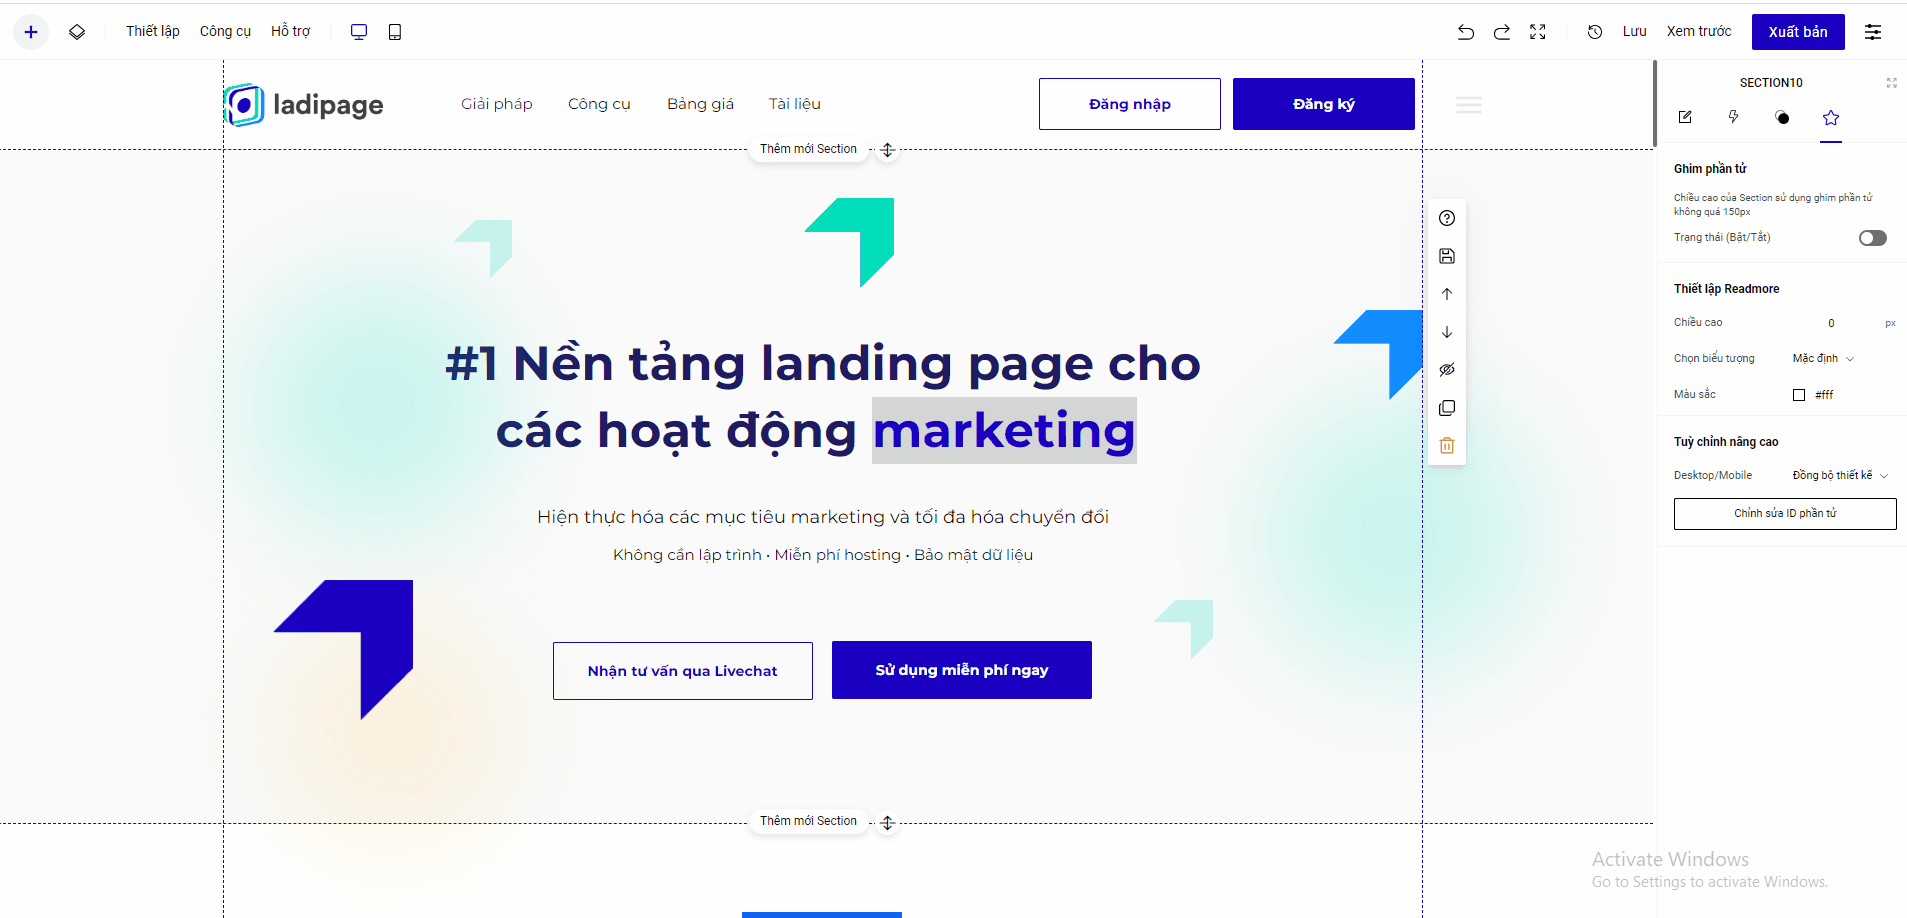 Thiết lập Công cụ Hỗ trợ Lưu Xem trước Xuất bản
ladipage Giải pháp Công cụ Bảng giá Tài liệu Đăng nhập Đăng ký
Thêm mới Section
#1 Nền tảng landing page cho
các hoạt động marketing
Hiện thực hóa các mục tiêu marketing và tối đa hóa chuyển đổi
Không cần lập trình • Miễn phí hosting • Bảo mật dữ liệu
Nhận tư vấn qua Livechat Sử dụng miễn phí ngay
Thêm mới Section
SECTION10
Ghim phần tử
Chiều cao của Section sử dụng ghim phần tử
không quá 150px
Trạng thái (Bật/Tắt)
Thiết lập Readmore
Chiều cao 0 px
Chọn biểu tượng Mặc định
Màu sắc #fff
Tuỳ chỉnh nâng cao
Desktop/Mobile Đồng bộ thiết kế
Chỉnh sửa ID phần tử
Activate Windows
Go to Settings to activate Windows.